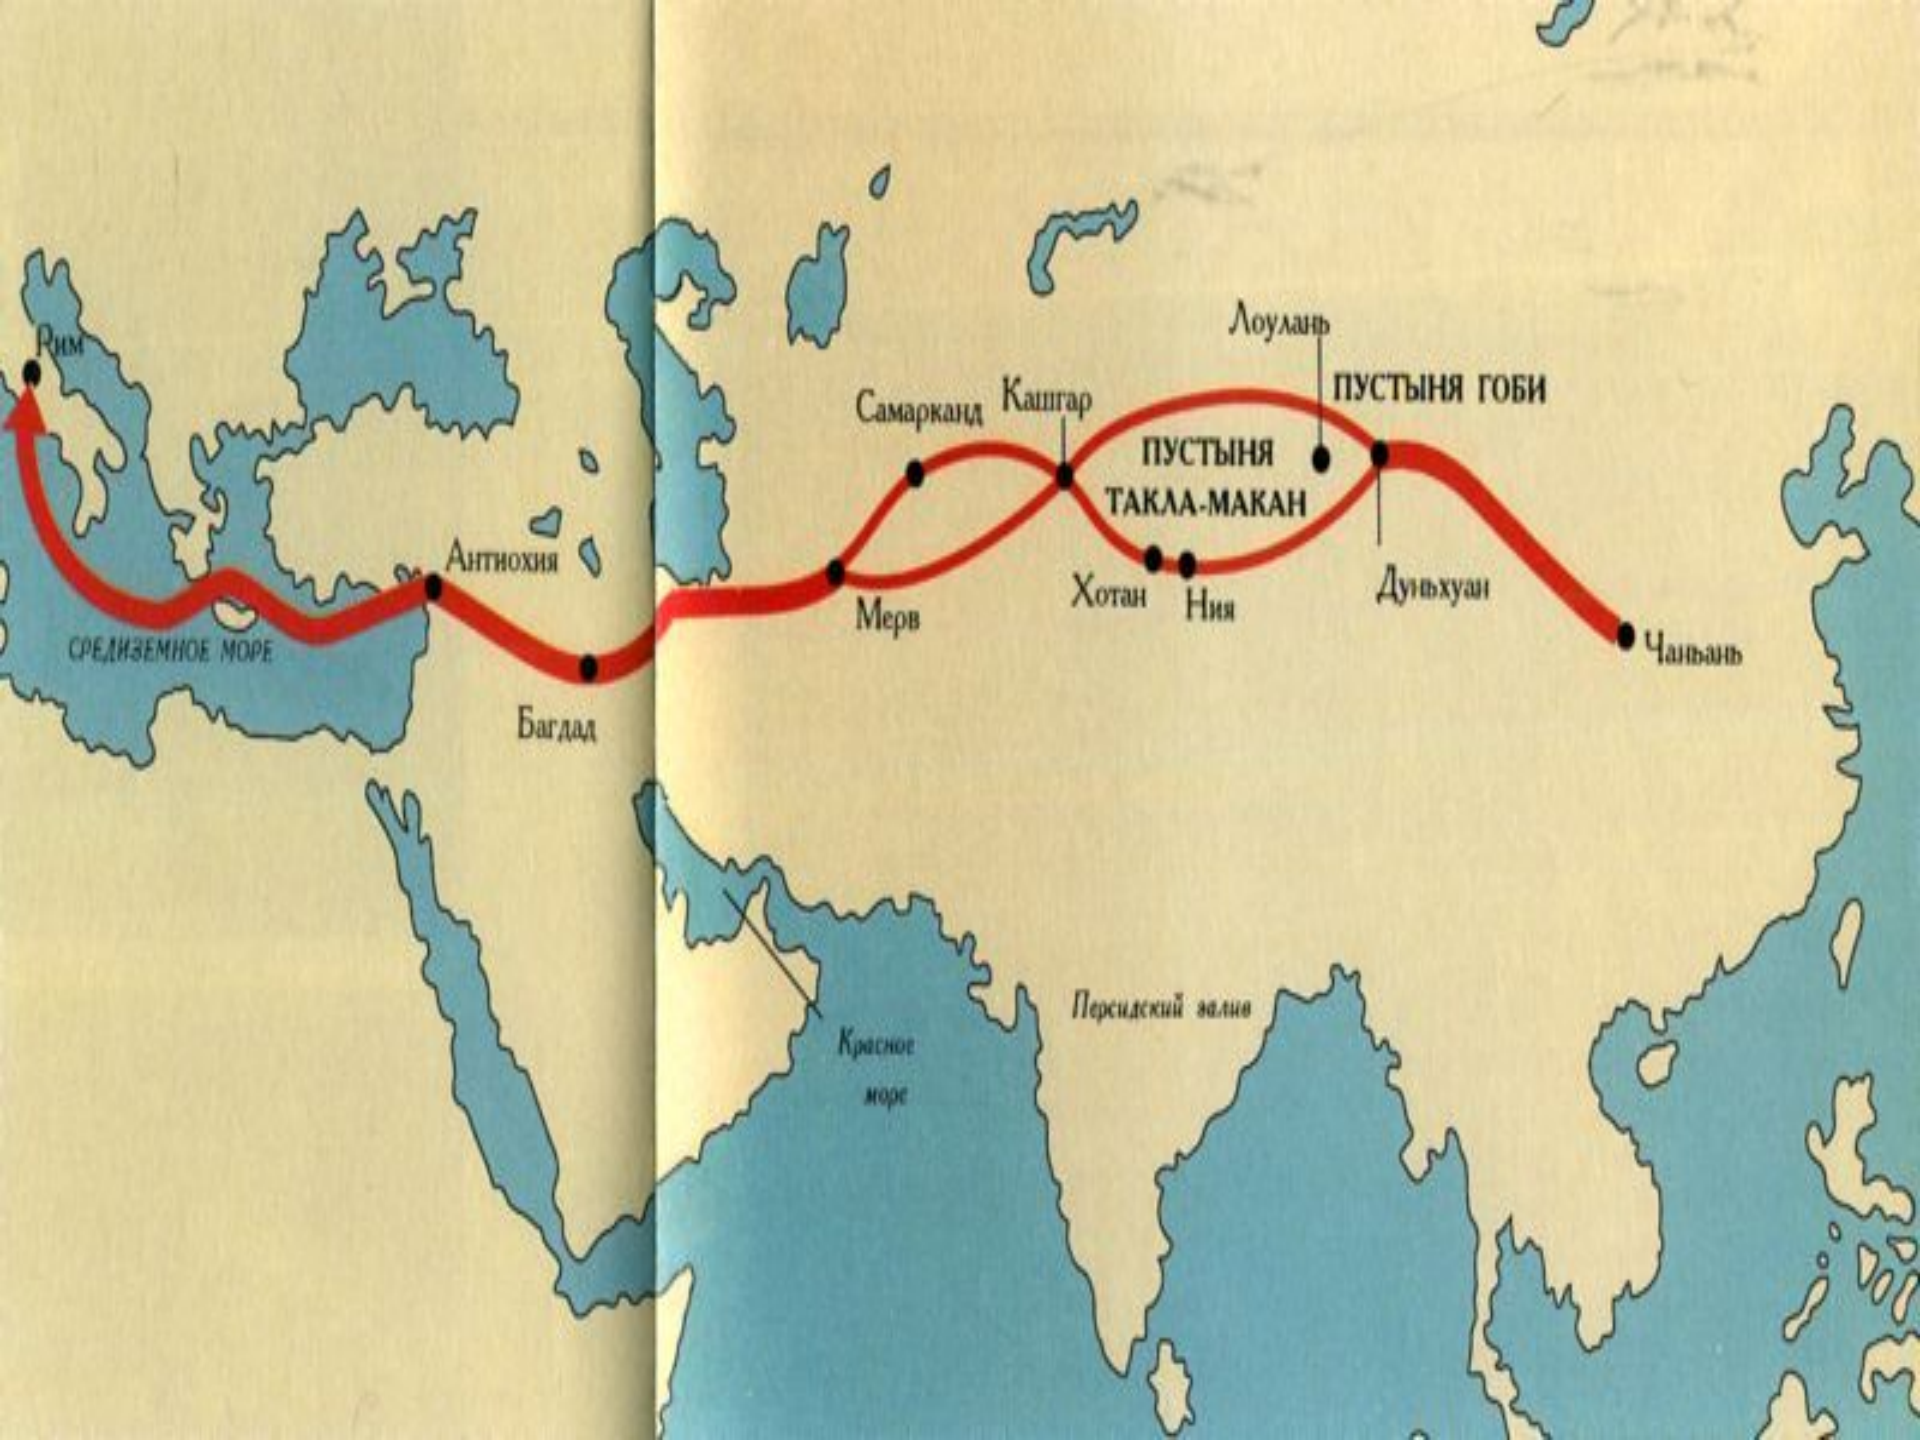 Рим
Лоулань
ПУСТЫНЯ ГОБИ
Самарканд
Кашгар
ПУСТЫНЯ
ТАКЛА-МАКАН
Антиохия
Мерв
Хотан
Ния
Дуньхуан
Чаньань
СРЕДИЗЕМНОЕ МОРЕ
Багдад
Персидский залив
Красное
море